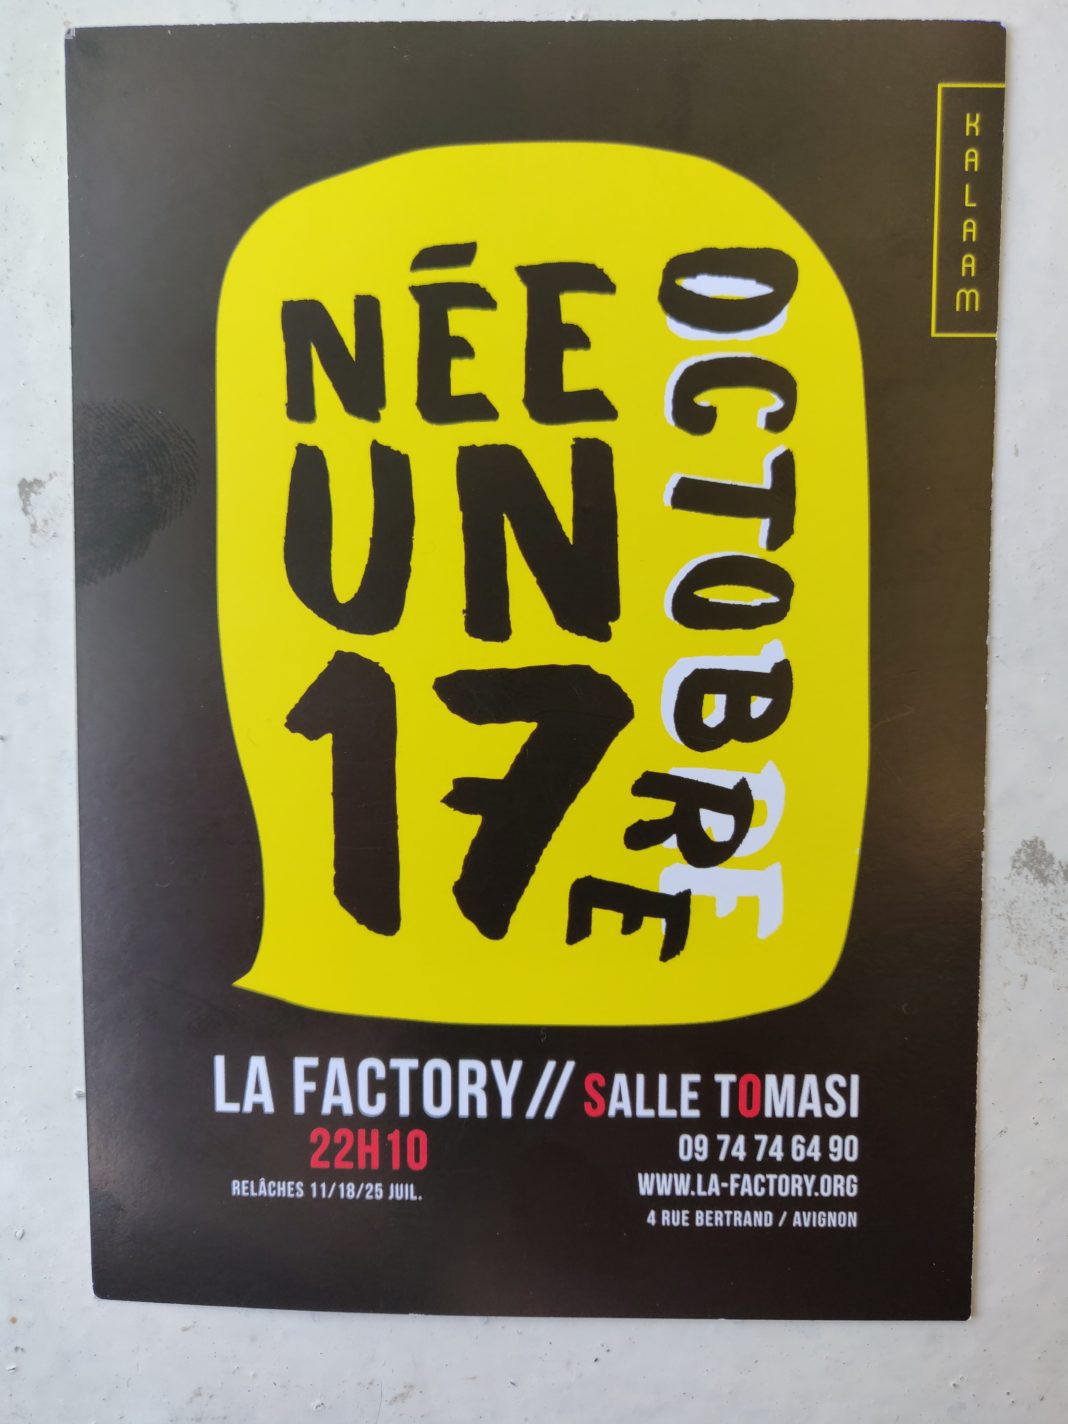 KALAAM
NÉE
UN
17
OCTOBRE
LA FACTORY // SALLE TOMASI
22H10
RELÂCHES 11/18/25 JUIL.
09 74 74 64 90
WWW.LA-FACTORY.ORG
4 RUE BERTRAND / AVIGNON